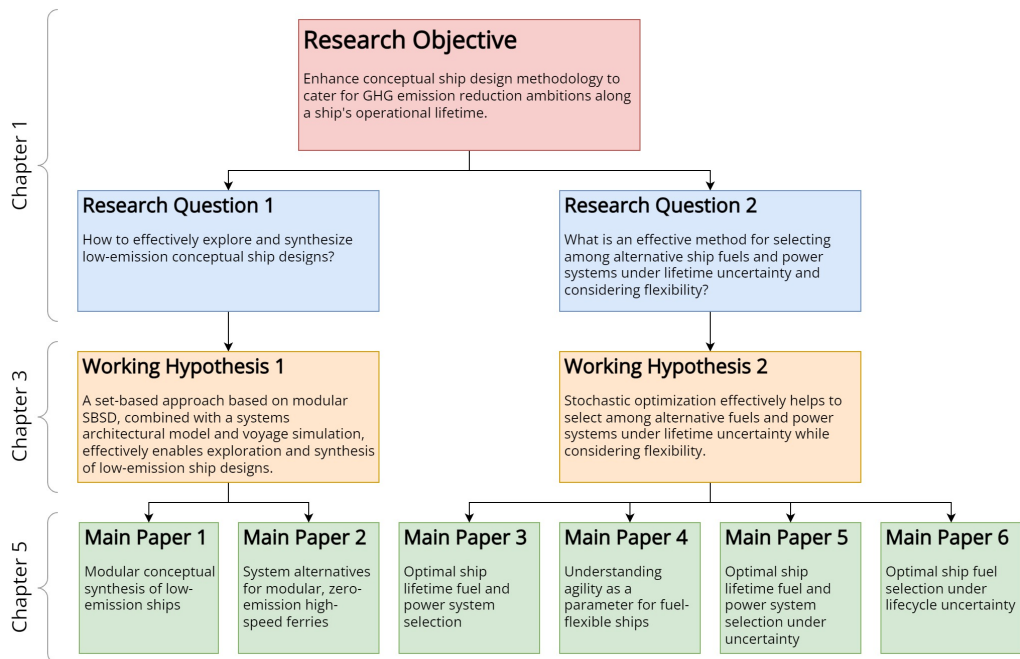 Chapter 1
Research Objective
Enhance conceptual ship design methodology to
cater for GHG emission reduction ambitions along
a ship's operational lifetime.
Research Question 1
How to effectively explore and synthesize
low-emission conceptual ship designs?
Research Question 2
What is an effective method for selecting
among alternative ship fuels and power
systems under lifetime uncertainty and
considering flexibility?
Chapter 3
Working Hypothesis 1
A set-based approach based on modular
SBSD, combined with a systems
architectural model and voyage simulation,
effectively enables exploration and synthesis
of low-emission ship designs.
Working Hypothesis 2
Stochastic optimization effectively helps to
select among alternative fuels and power
systems under lifetime uncertainty while
considering flexibility.
Chapter 5
Main Paper 1
Modular conceptual
synthesis of low-
emission ships
Main Paper 2
System alternatives
for modular, zero-
emission high-
speed ferries
Main Paper 3
Optimal ship
lifetime fuel and
power system
selection
Main Paper 4
Understanding
agility as a
parameter for fuel-
flexible ships
Main Paper 5
Optimal ship
lifetime fuel and
power system
selection under
uncertainty
Main Paper 6
Optimal ship fuel
selection under
lifecycle uncertainty